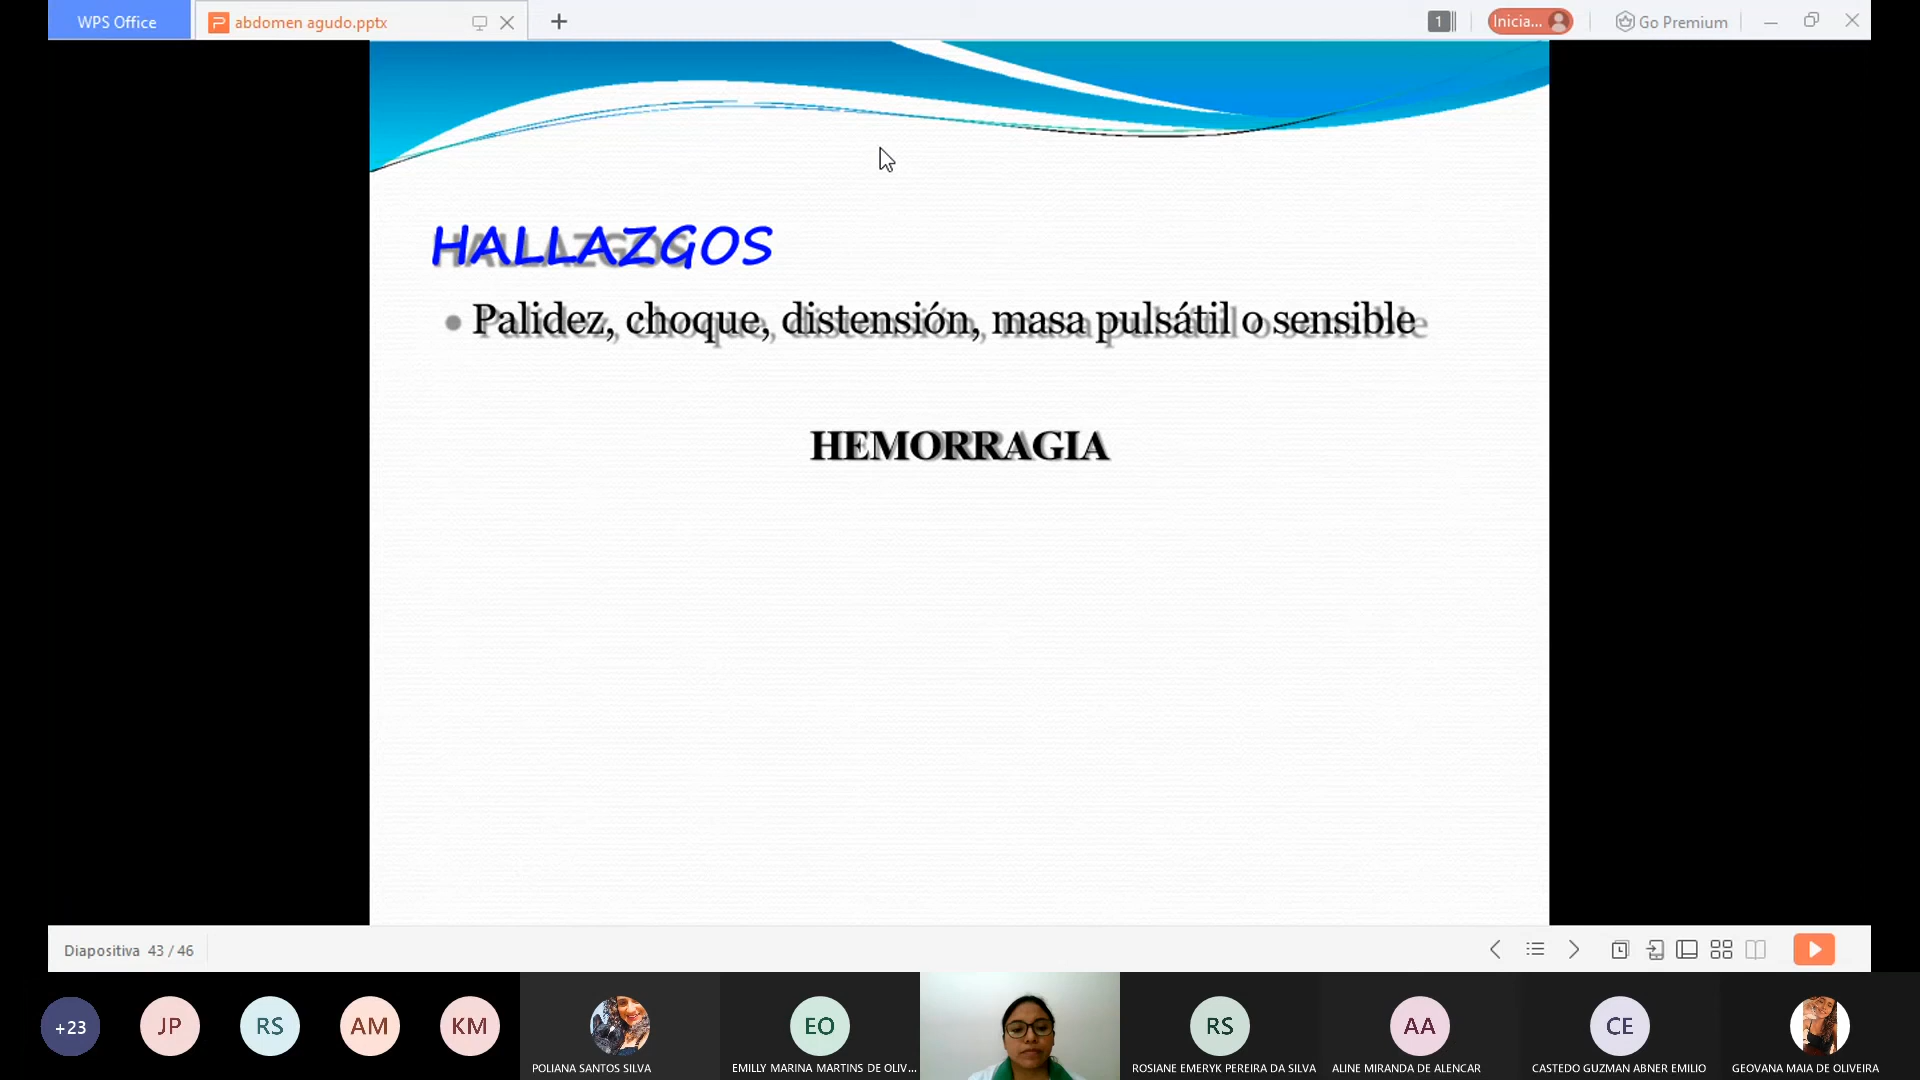 WPS Office
abdomen agudo.pptx
1
Inicia...
Go Premium
HALLAZGOS
• Palidez, choque, distensión, masa pulsátil o sensible
HEMORRAGIA
Diapositiva 43 / 46
+23
JP
RS
AM
KM
EO
RS
AA
CE
POLIANA SANTOS SILVA
EMILLY MARINA MARTINS DE OLIV...
ROSIANE EMERYK PEREIRA DA SILVA
ALINE MIRANDA DE ALENCAR
CASTEDO GUZMAN ABNER EMILIO
GEOVANA MAIA DE OLIVEIRA